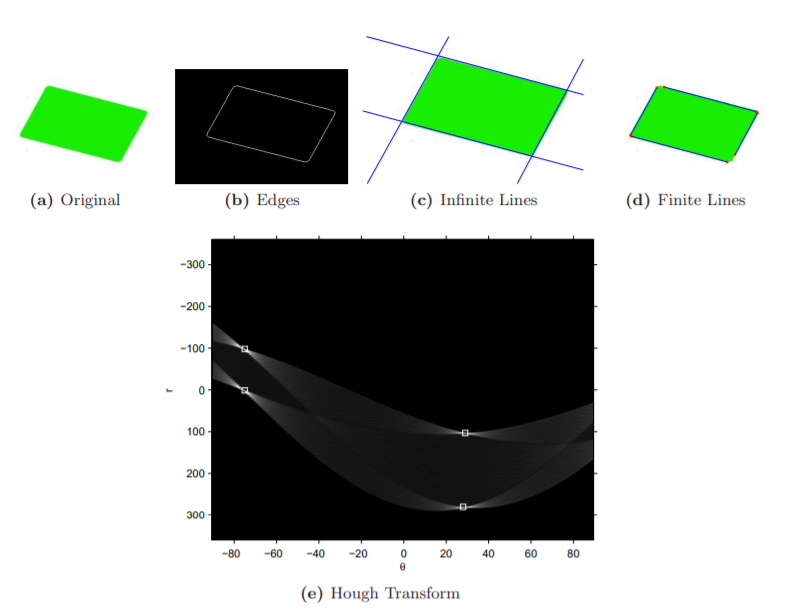 (a) Original
(b) Edges
(c) Infinite Lines
(d) Finite Lines
−300
−200
−100
0
100
200
300
r
−80 −60 −40 −20 0 20 40 60 80
θ
(e) Hough Transform